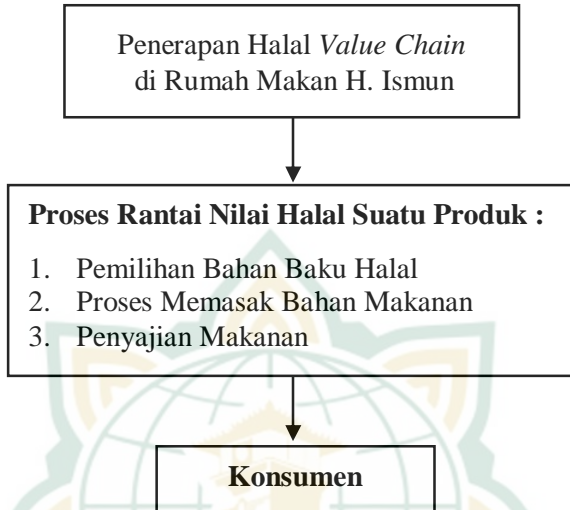 Penerapan Halal Value Chain
di Rumah Makan H. Ismun
Proses Rantai Nilai Halal Suatu Produk :
1. Pemilihan Bahan Baku Halal
2. Proses Memasak Bahan Makanan
3. Penyajian Makanan
Konsumen